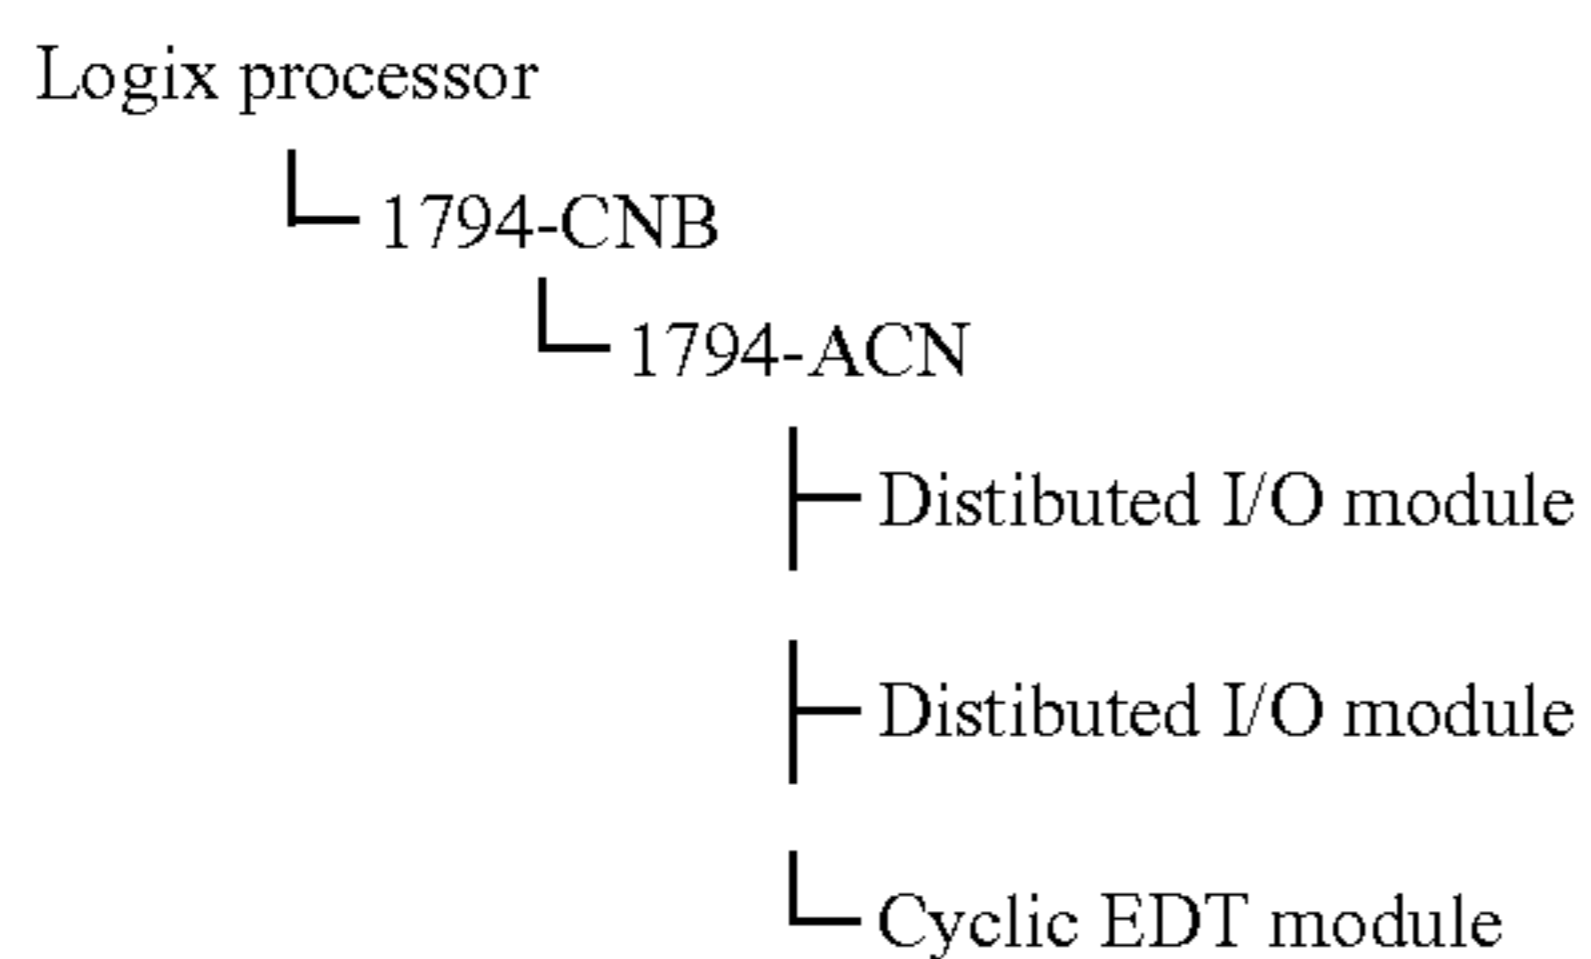 Logix processor
1794-CNB
1794-ACN
Distibuted I/O module
Distibuted I/O module
Cyclic EDT module